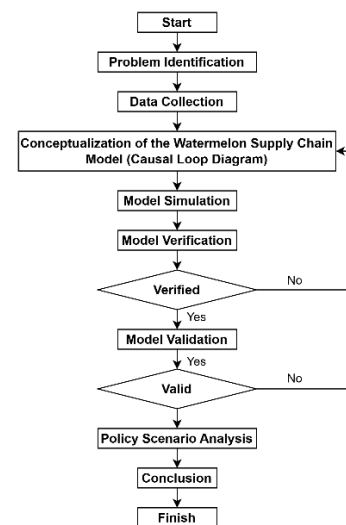 Start
Problem Identification
Data Collection
Conceptualization of the Watermelon Supply Chain
Model (Causal Loop Diagram)
Model Simulation
Model Verification
Verified
No
Yes
Model Validation
Yes
Valid
No
Policy Scenario Analysis
Conclusion
Finish